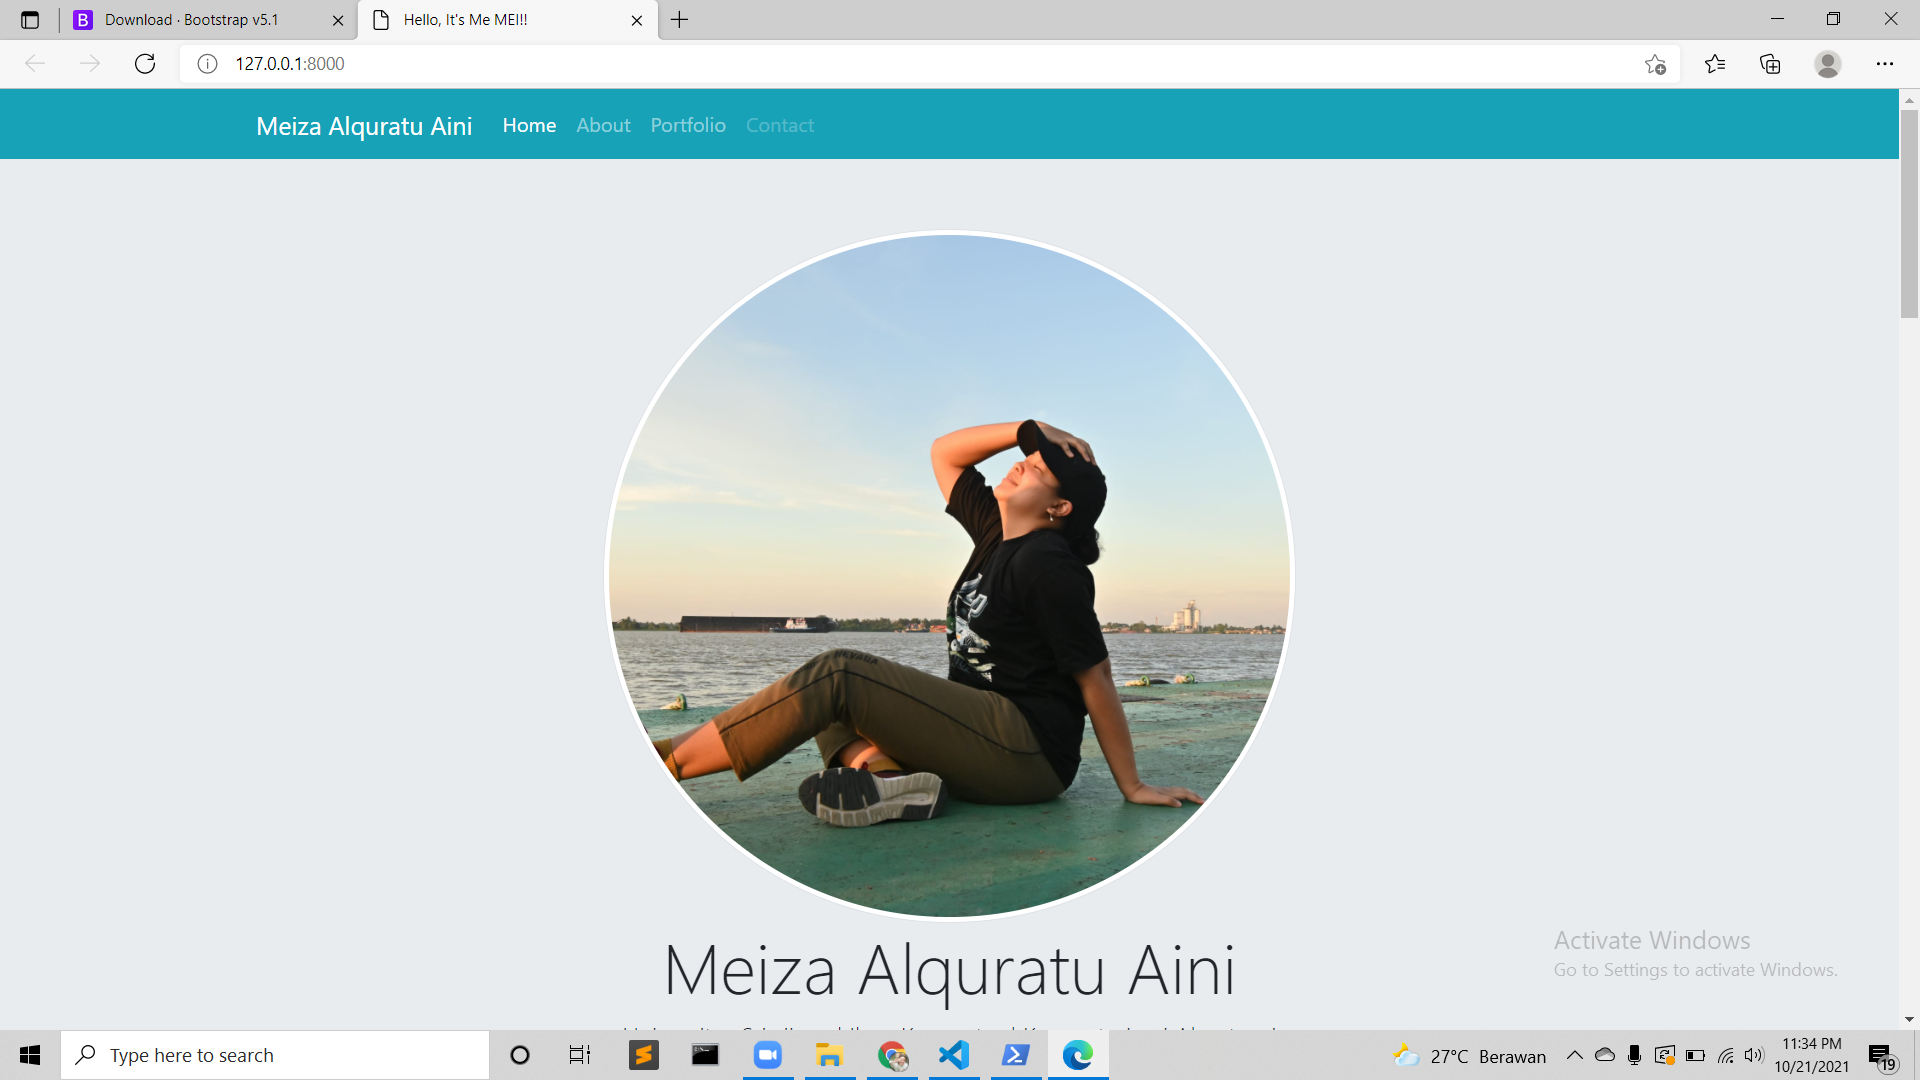 Download · Bootstrap v5.1
Hello, It's Me MEI!!
127.0.0.1:8000
Meiza Alquratu Aini Home About Portfolio Contact
NEVADA
Meiza Alquratu Aini
Activate Windows
Go to Settings to activate Windows.
Type here to search
27°C Berawan
11:34 PM
10/21/2021
19